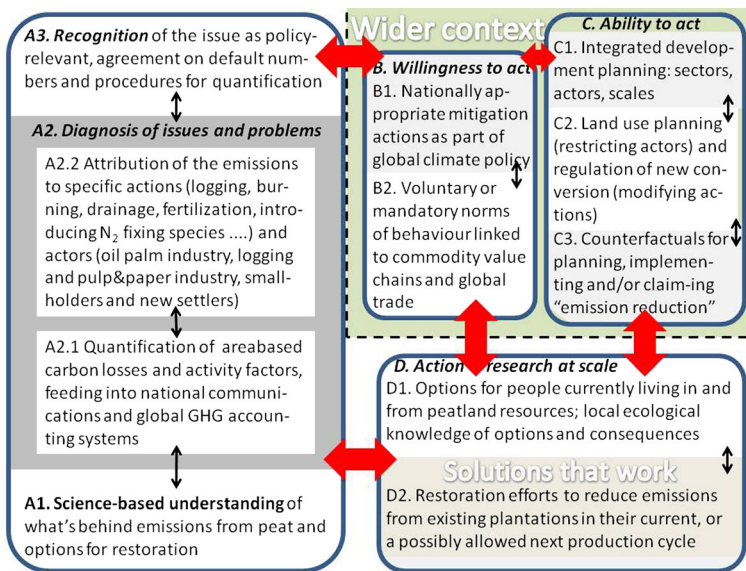 A3. Recognition of the issue as policy-
relevant, agreement on default num-
bers and procedures for quantification
A2. Diagnosis of issues and problems
A2.2 Attribution of the emissions
to specific actions (logging, bur-
ning, drainage, fertilization, intro-
ducing N₂ fixing species ....) and
actors (oil palm industry, logging
and pulp&paper industry, small-
holders and new settlers)
A2.1 Quantification of areabased
carbon losses and activity factors,
feeding into national communi-
cations and global GHG accoun-
ting systems
A1. Science-based understanding of
what's behind emissions from peat and
options for restoration
Wider context
B. Willingness to act
B1. Nationally ap-
propriate mitigation
actions as part of
global climate policy
B2. Voluntary or
mandatory norms
of behaviour linked
to commodity value
chains and global
trade
C. Ability to act
C1. Integrated develop-
ment planning: sectors,
actors, scales
C2. Land use planning
(restricting actors) and
regulation of new con-
version (modifying ac-
tions)
C3. Counterfactuals for
planning, implemen-
ting and/or claim-ing
“emission reduction”
D. Action research at scale
D1. Options for people currently living in and
from peatland resources; local ecological
knowledge of options and consequences
Solutions that work
D2. Restoration efforts to reduce emissions
from existing plantations in their current, or
a possibly allowed next production cycle